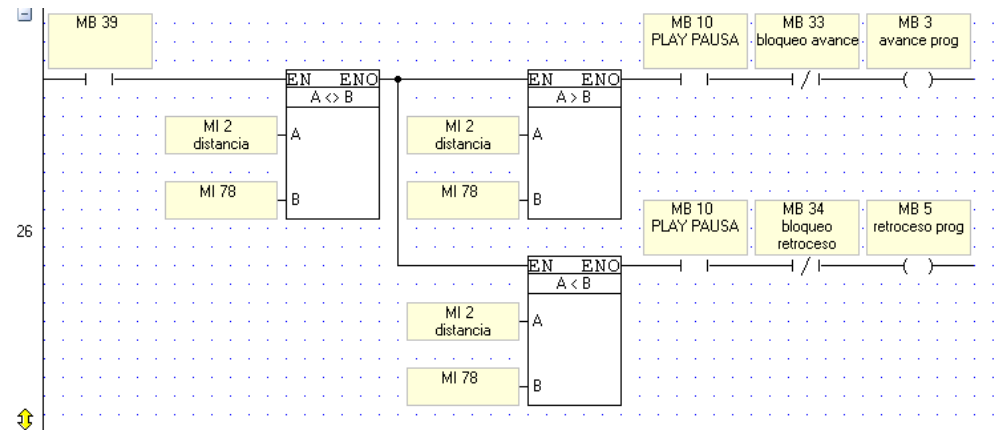 MB 39
MB 10
PLAY PAUSA
MB 33
bloqueo avance
MB 3
avance prog
EN ENO
A <> B
EN ENO
A > B
MI 2
distancia
A
MI 2
distancia
A
MI 78
B
MI 78
B
26
MB 10
PLAY PAUSA
MB 34
bloqueo
retroceso
MB 5
retroceso prog
EN ENO
A < B
MI 2
distancia
A
MI 78
B